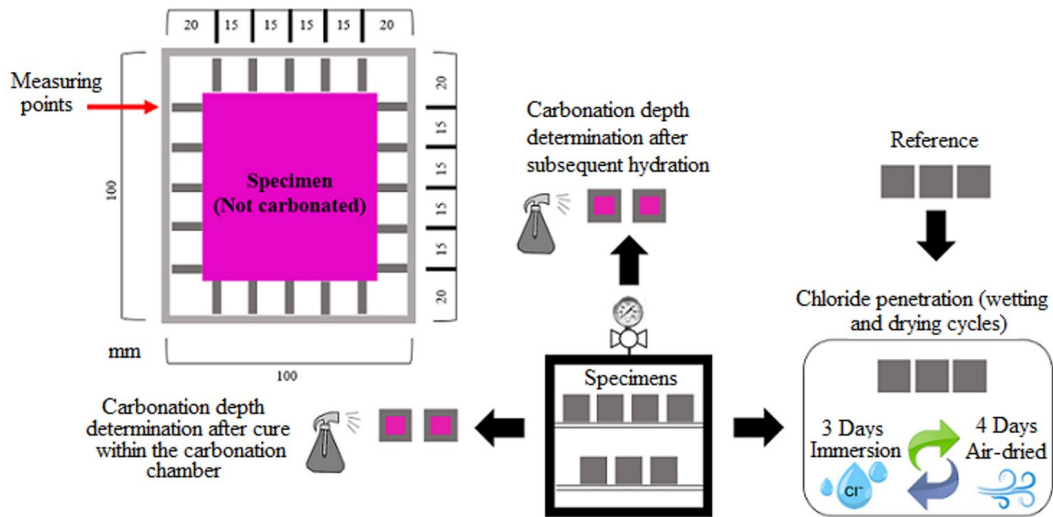 20 15 15 15 15 20
Measuring
points
20
15
15
15
15
20
100
Specimen
(Not carbonated)
mm
100
Carbonation depth
determination after
subsequent hydration
Reference
Chloride penetration (wetting
and drying cycles)
Specimens
Carbonation depth
determination after cure
within the carbonation
chamber
3 Days
Immersion
4 Days
Air-dried
Cl⁻